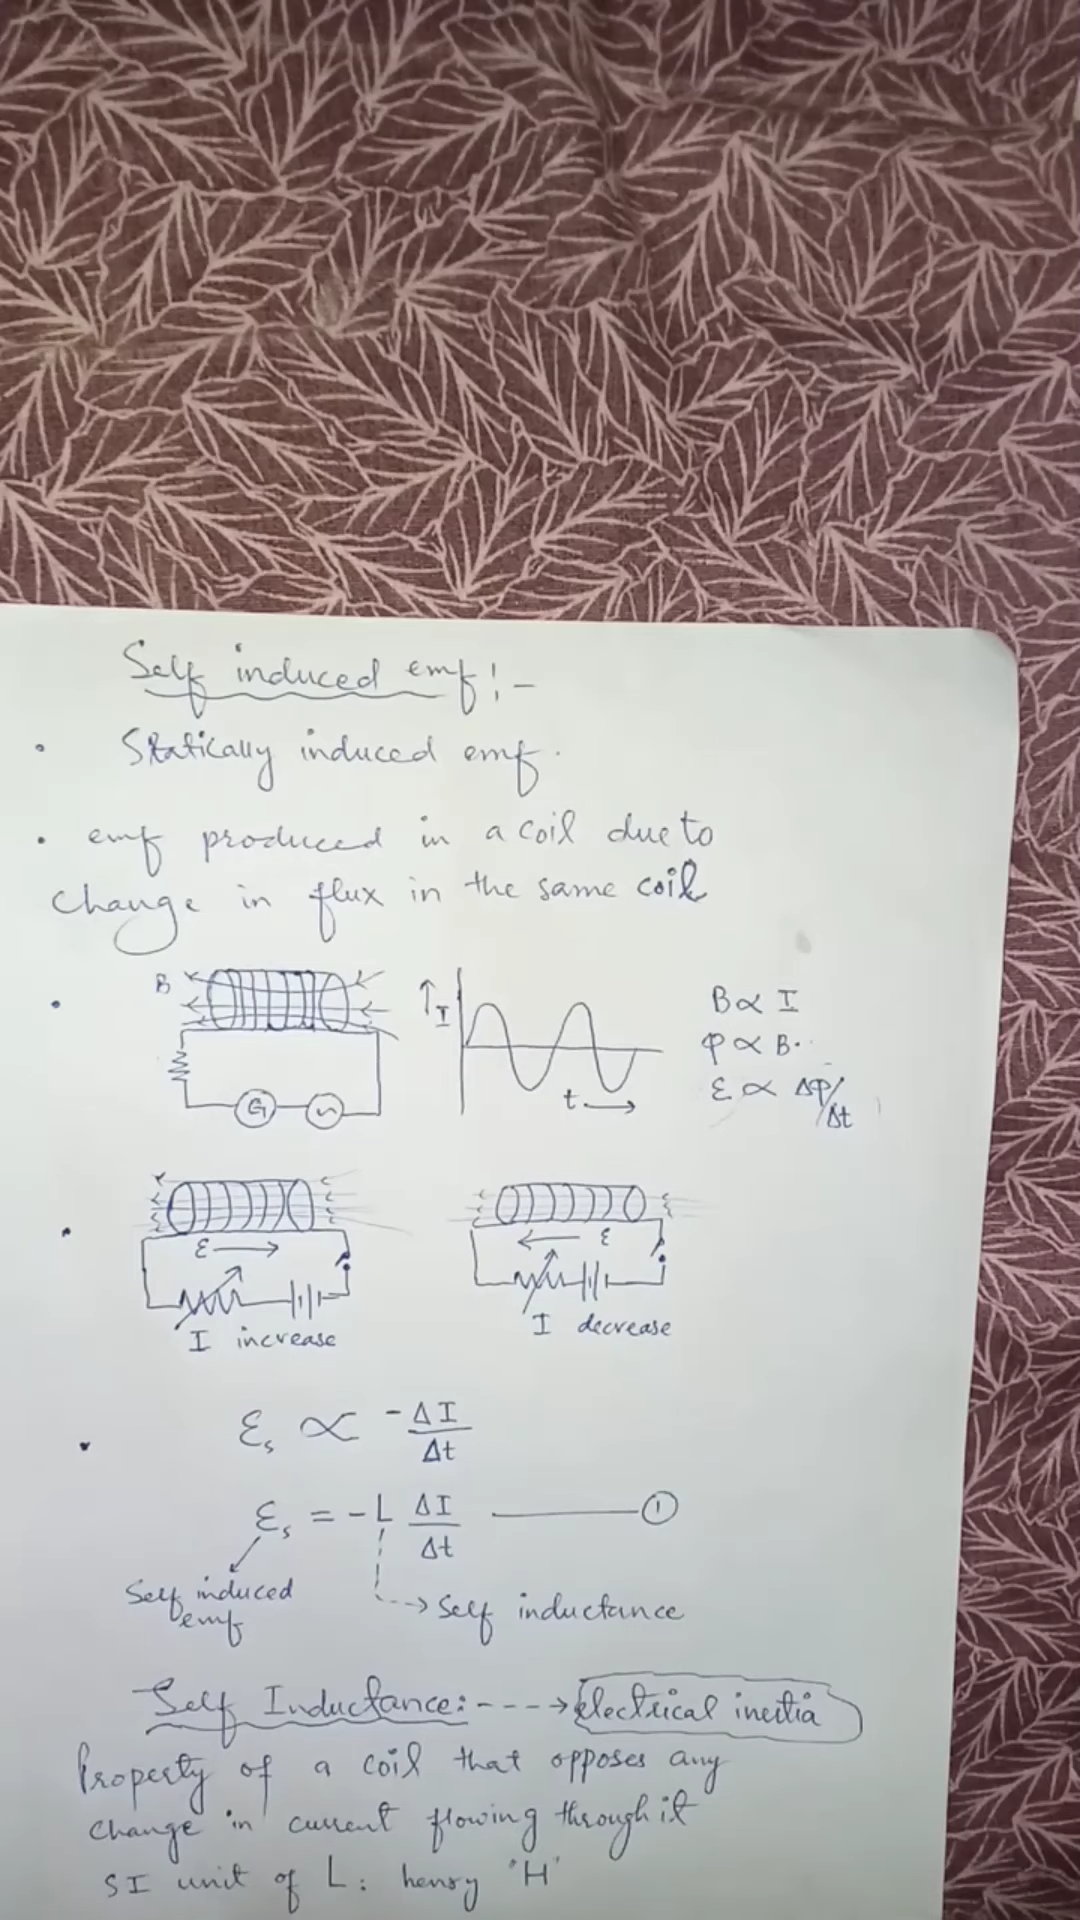 Self induced emf :-
• Statically induced emf.
• emf produced in a coil due to
change in flux in the same coil
B
↑I
t →
G
B ∝ I
φ ∝ B.
ε ∝ Δφ/Δt
ε →
I increase
← ε
I decrease
εs ∝ -ΔI/Δt
εs = -L ΔI/Δt ——— 1
Self induced emf
Self inductance
Self Inductance: ----> electrical inertia
Property of a coil that opposes any
change in current flowing through it
SI unit of L: henry 'H'